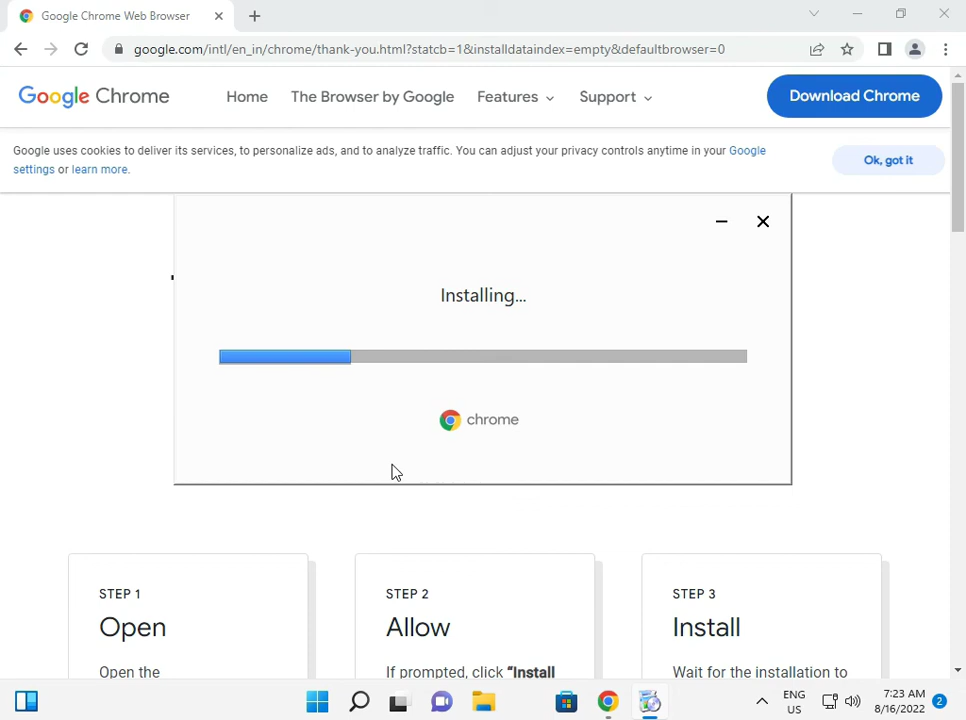 Google Chrome Web Browser
google.com/intl/en_in/chrome/thank-you.html?statcb=1&installdataindex=empty&defaultbrowser=0
Google Chrome
Home
The Browser by Google
Features
Support
Download Chrome
Google uses cookies to deliver its services, to personalize ads, and to analyze traffic. You can adjust your privacy controls anytime in your Google
settings or learn more.
Ok, got it
Installing...
chrome
STEP 1
Open
Open the
STEP 2
Allow
If prompted, click “Install
STEP 3
Install
Wait for the installation to
ENG
US
7:23 AM
8/16/2022
2